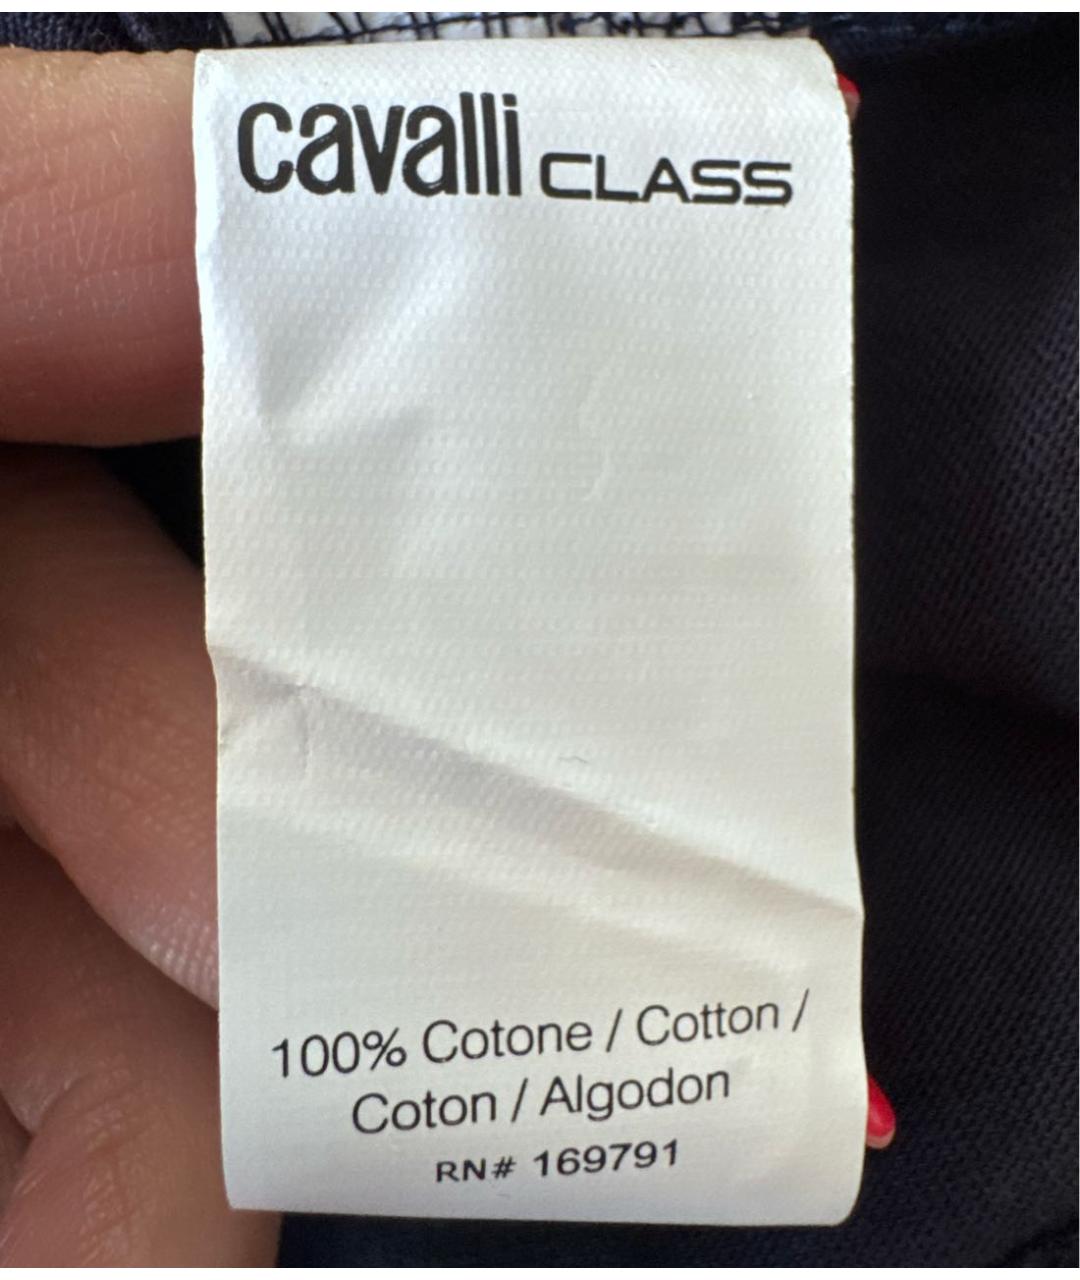 cavalli CLASS
100% Cotone / Cotton /
Coton / Algodon
RN# 169791